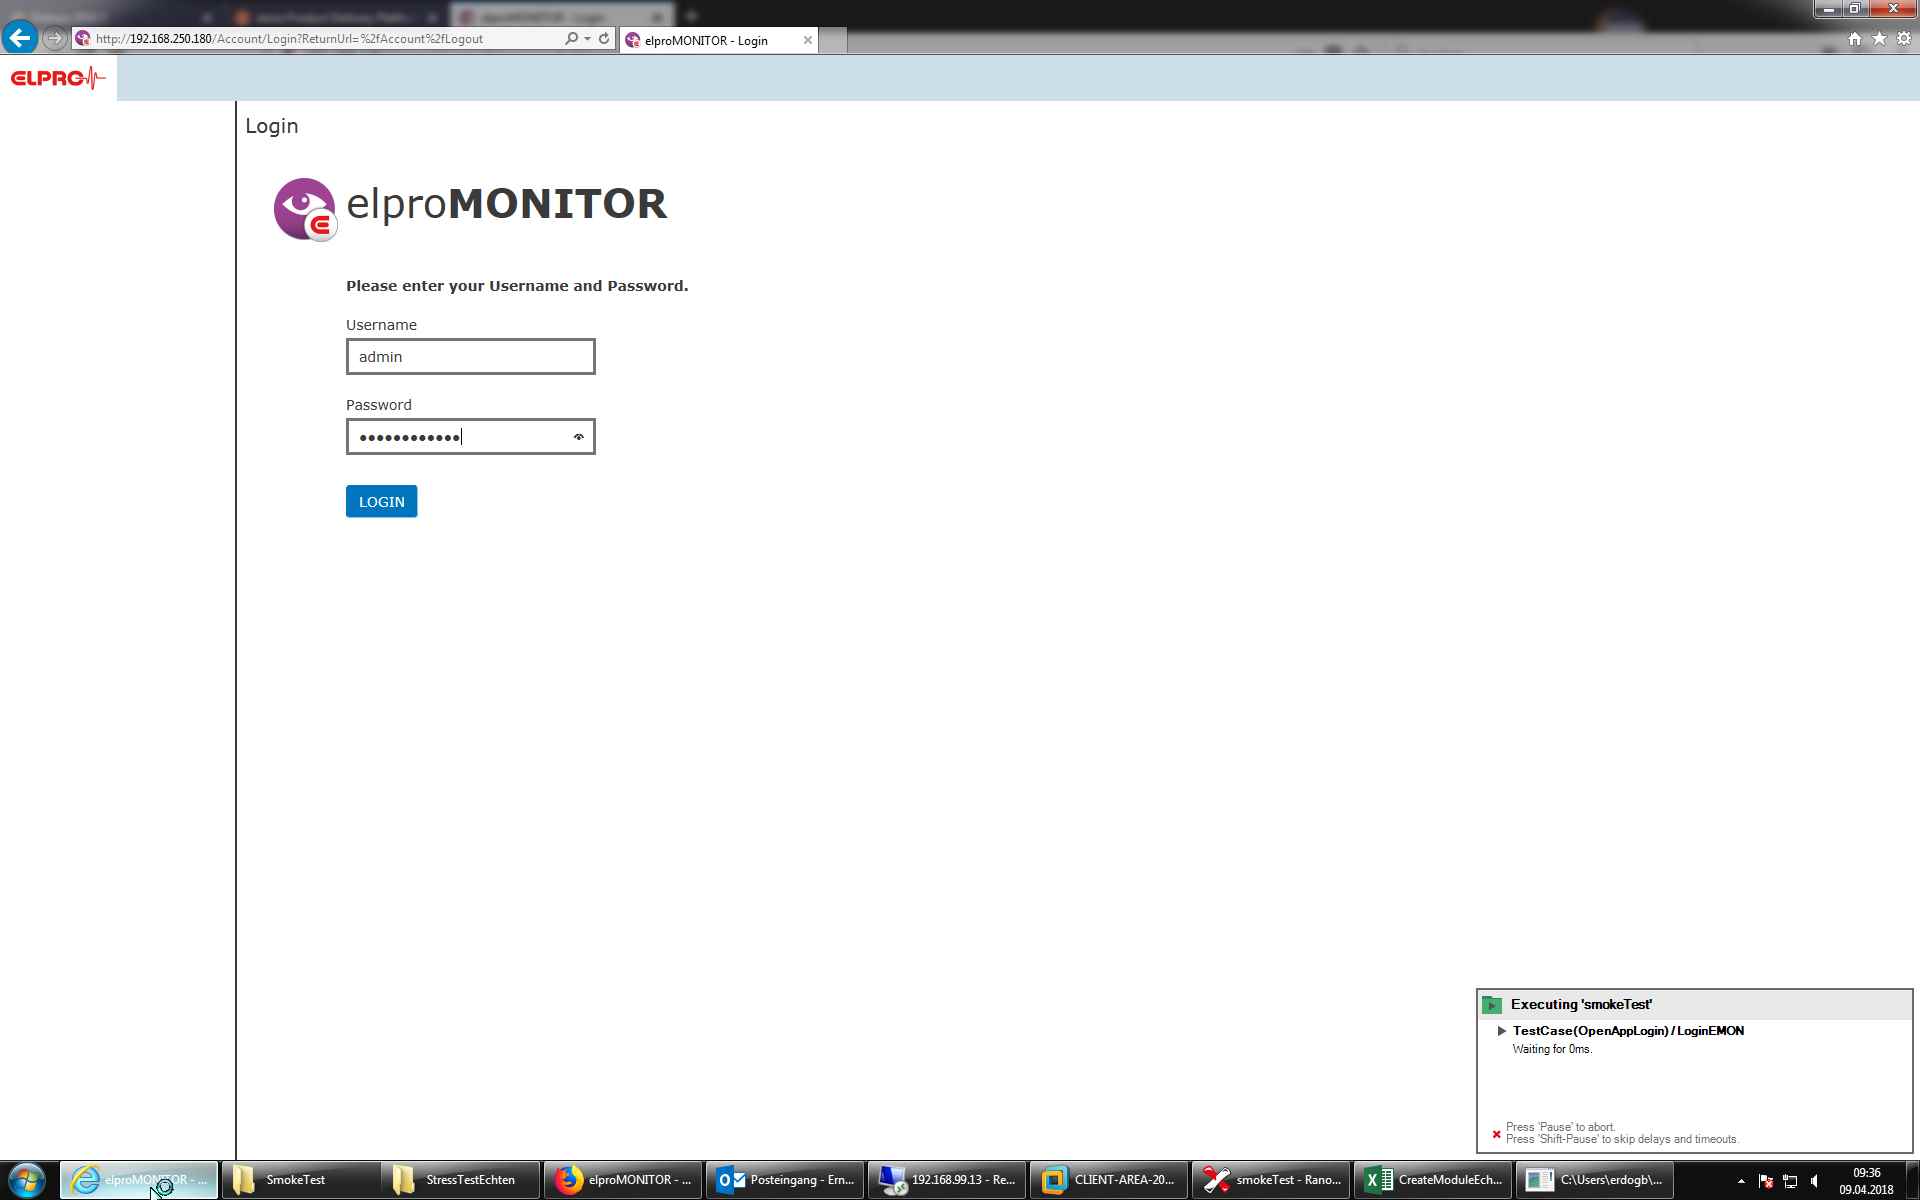 http://192.168.250.180/Account/Login?ReturnUrl=%2fAccount%2fLogout
elproMONITOR - Login
ELPRO
Login
elproMONITOR
Please enter your Username and Password.
Username
admin
Password
LOGIN
Executing 'smokeTest'
TestCase(OpenAppLogin) / LoginEMON
Waiting for 0ms.
Press 'Pause' to abort.
Press 'Shift-Pause' to skip delays and timeouts.
elproMONITOR - ...
SmokeTest
StressTestEchten
elproMONITOR - ...
Posteingang - Ern...
192.168.99.13 - Re...
CLIENT-AREA-20...
smokeTest - Rano...
CreateModuleEch...
C:\Users\erdogb\...
09:36
09.04.2018